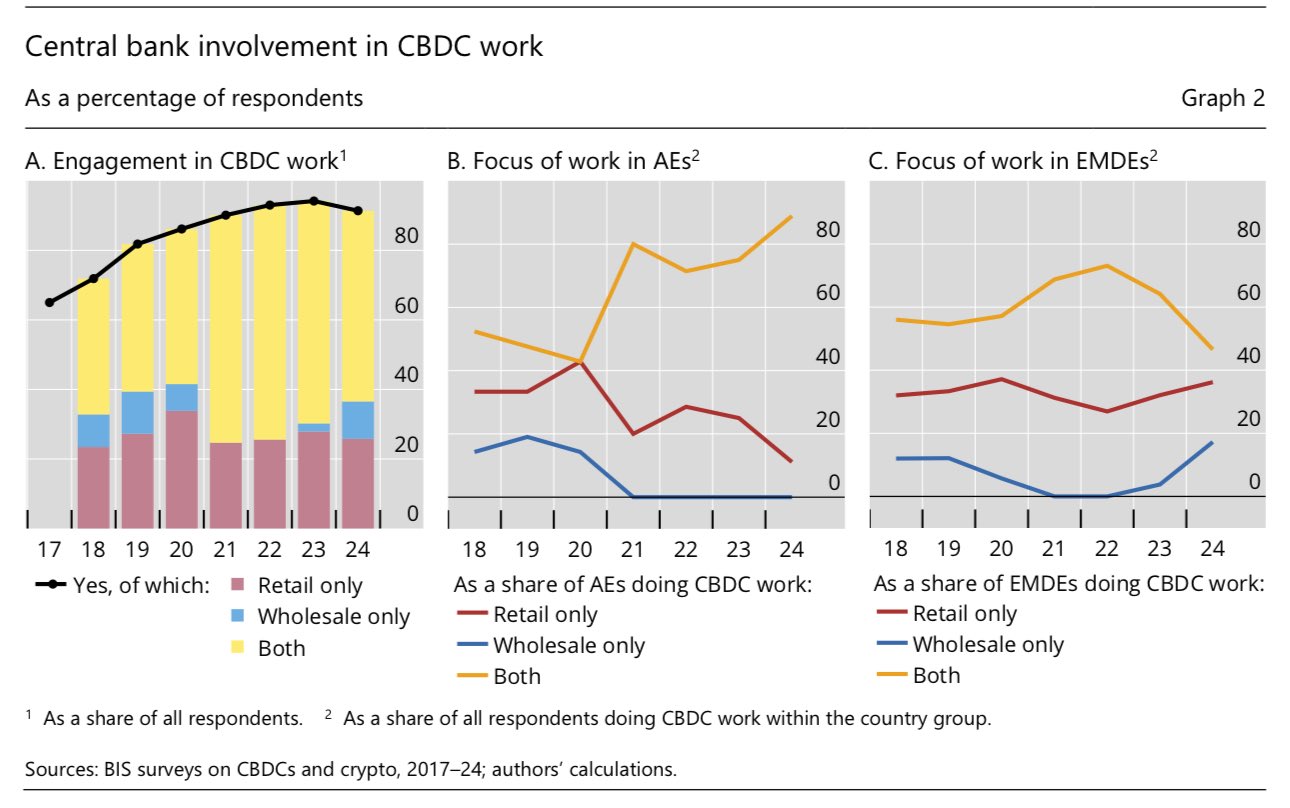 Central bank involvement in CBDC work
As a percentage of respondents Graph 2
A. Engagement in CBDC work¹
80
60
40
20
0
17 18 19 20 21 22 23 24
Yes, of which:
Retail only
Wholesale only
Both
B. Focus of work in AEs²
80
60
40
20
0
18 19 20 21 22 23 24
As a share of AEs doing CBDC work:
Retail only
Wholesale only
Both
C. Focus of work in EMDEs²
80
60
40
20
0
18 19 20 21 22 23 24
As a share of EMDEs doing CBDC work:
Retail only
Wholesale only
Both
¹ As a share of all respondents. ² As a share of all respondents doing CBDC work within the country group.
Sources: BIS surveys on CBDCs and crypto, 2017–24; authors’ calculations.